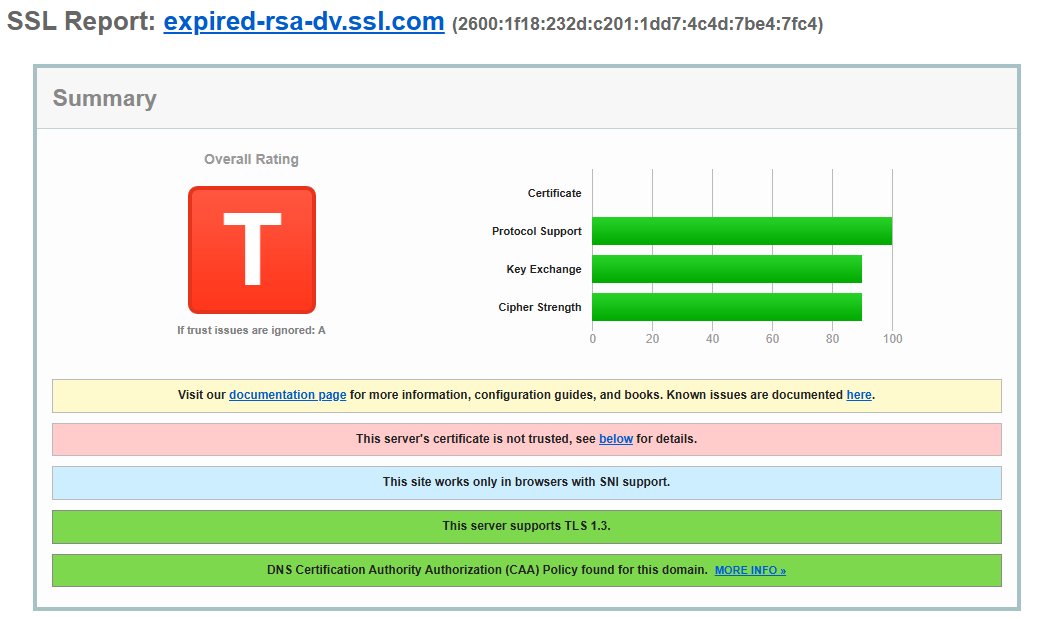 SSL Report: expired-rsa-dv.ssl.com (2600:1f18:232d:c201:1dd7:4c4d:7be4:7fc4)
Summary
Overall Rating
T
If trust issues are ignored: A
Certificate
Protocol Support
Key Exchange
Cipher Strength
0 20 40 60 80 100
Visit our documentation page for more information, configuration guides, and books. Known issues are documented here.
This server's certificate is not trusted, see below for details.
This site works only in browsers with SNI support.
This server supports TLS 1.3.
DNS Certification Authority Authorization (CAA) Policy found for this domain. MORE INFO »